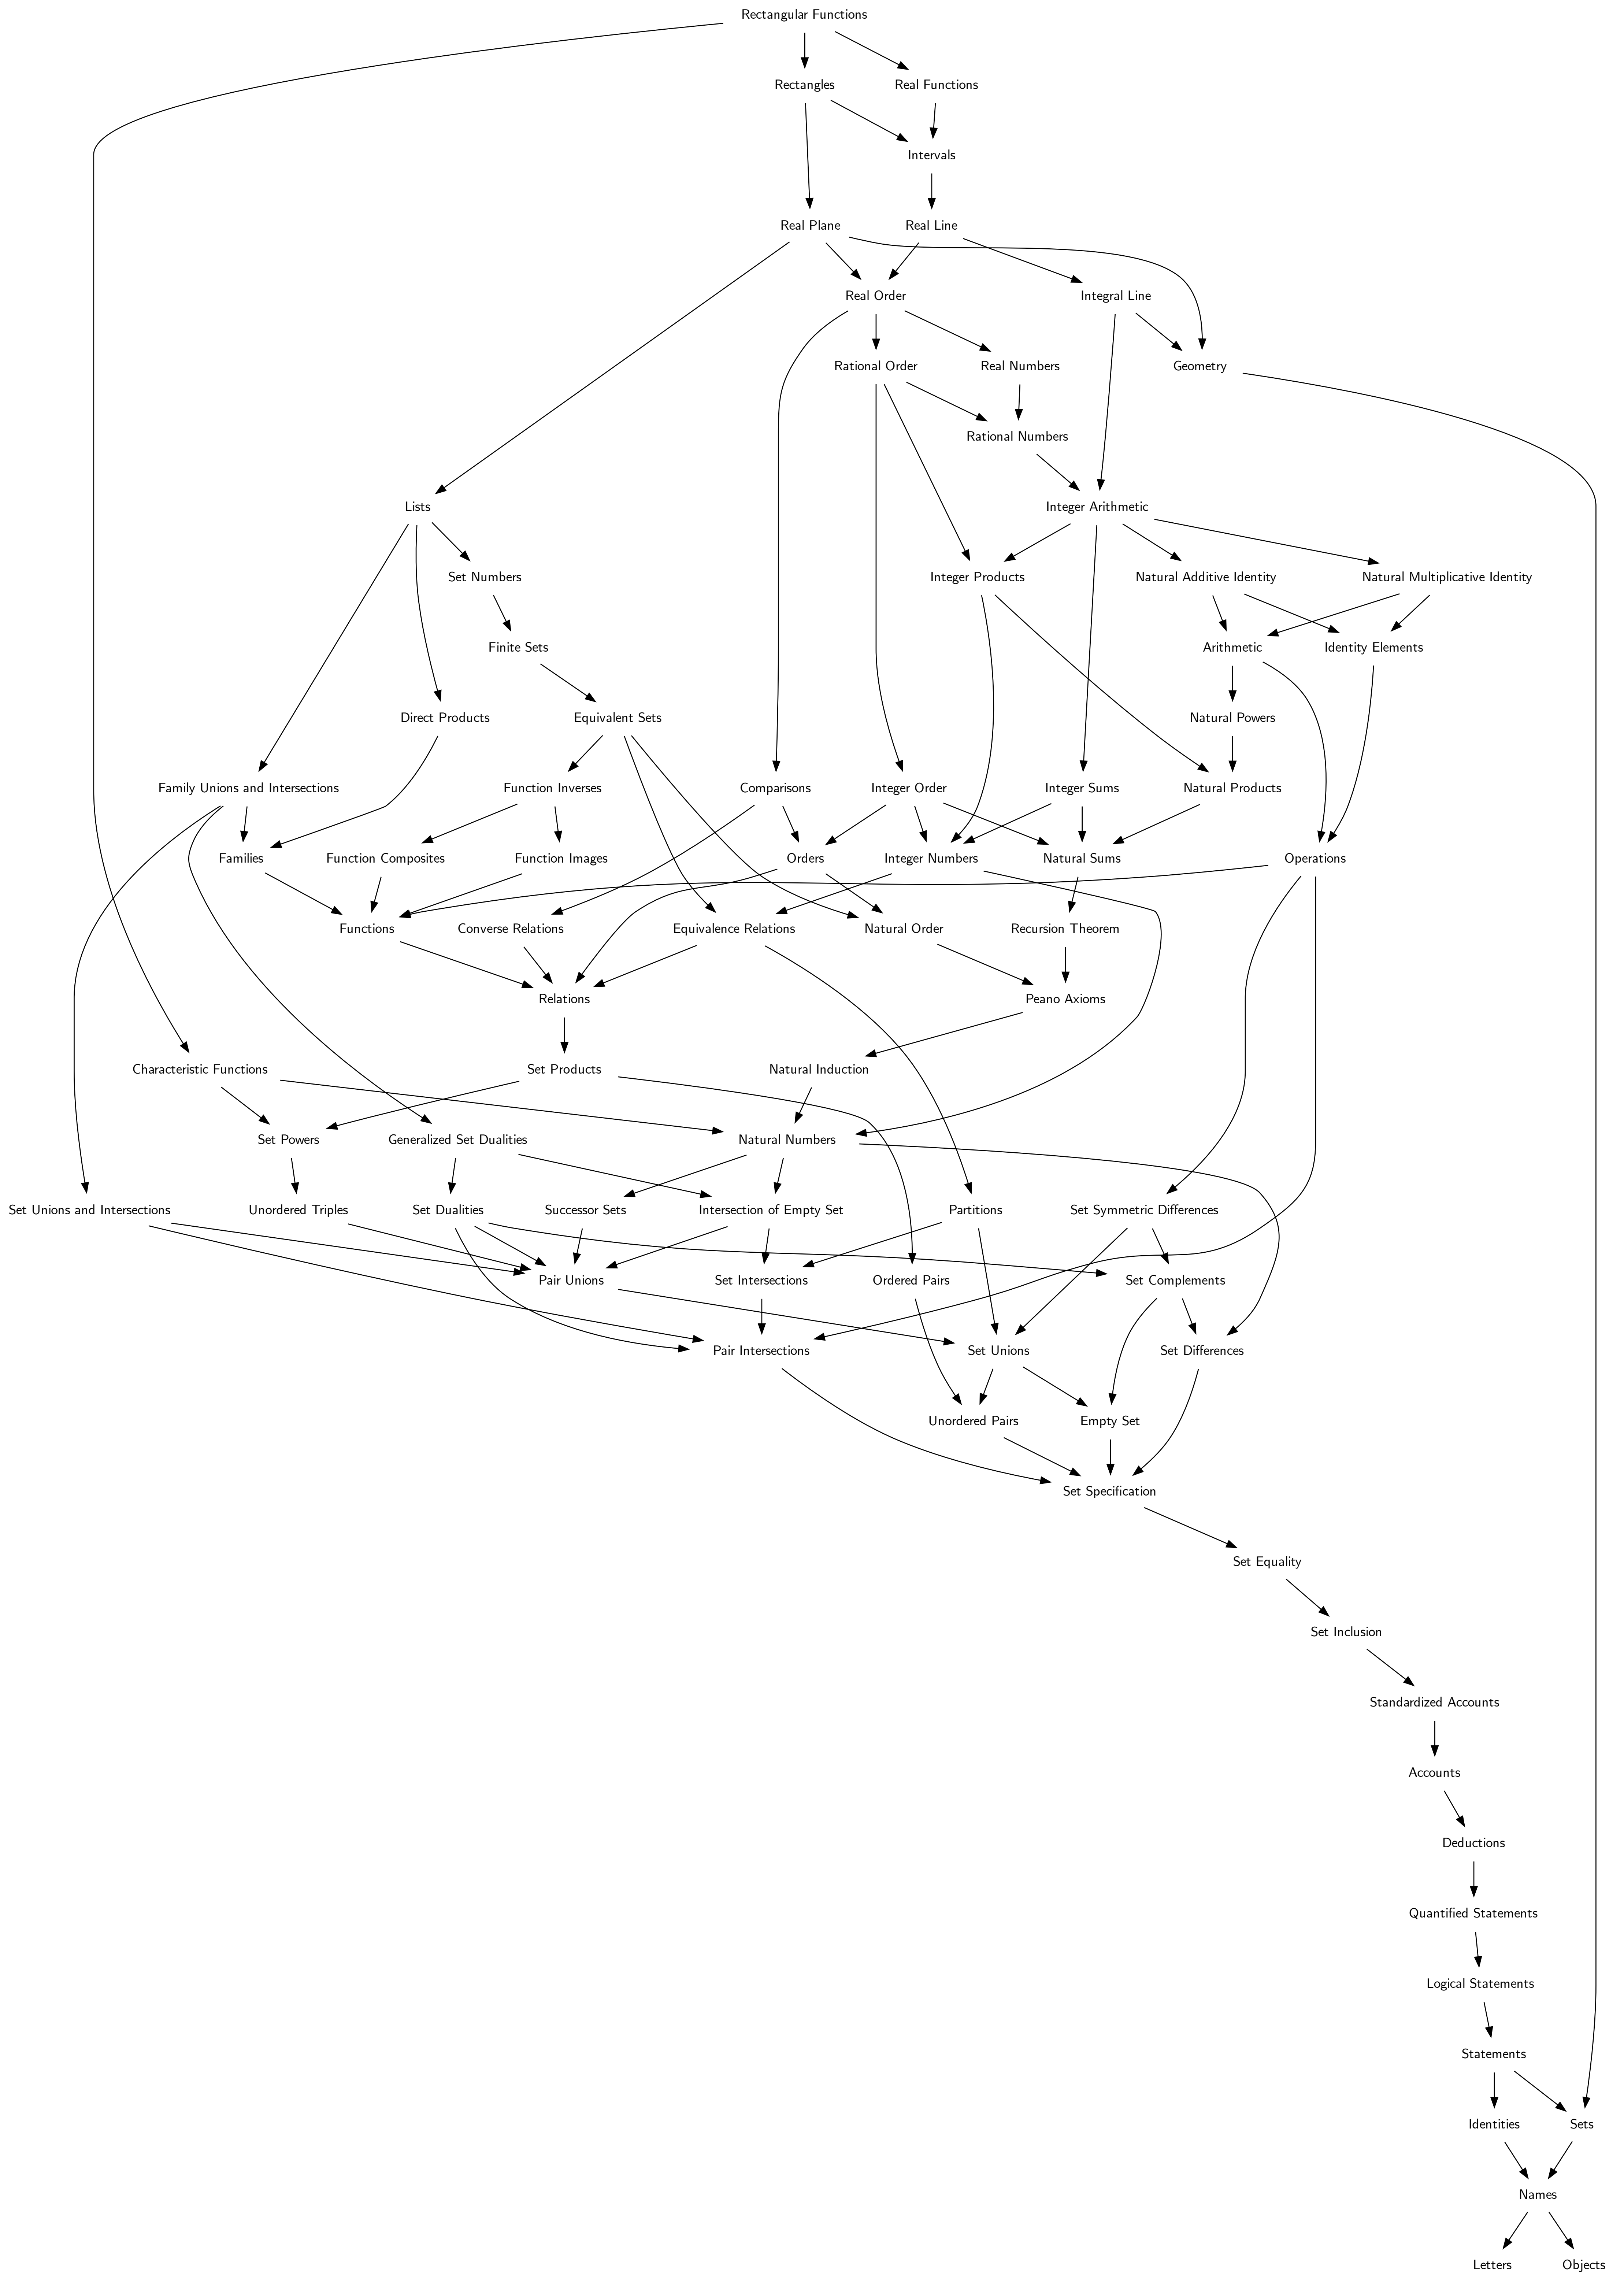 Rectangular Functions
Rectangles
Real Functions
Intervals
Real Plane
Real Line
Real Order
Integral Line
Rational Order
Real Numbers
Geometry
Rational Numbers
Lists
Integer Arithmetic
Set Numbers
Integer Products
Natural Additive Identity
Natural Multiplicative Identity
Finite Sets
Arithmetic
Identity Elements
Direct Products
Equivalent Sets
Natural Powers
Family Unions and Intersections
Function Inverses
Comparisons
Integer Order
Integer Sums
Natural Products
Families
Function Composites
Function Images
Orders
Integer Numbers
Natural Sums
Operations
Functions
Converse Relations
Equivalence Relations
Natural Order
Recursion Theorem
Relations
Peano Axioms
Characteristic Functions
Set Products
Natural Induction
Set Powers
Generalized Set Dualities
Natural Numbers
Set Unions and Intersections
Unordered Triples
Set Dualities
Successor Sets
Intersection of Empty Set
Partitions
Set Symmetric Differences
Pair Unions
Set Intersections
Ordered Pairs
Set Complements
Pair Intersections
Set Unions
Set Differences
Unordered Pairs
Empty Set
Set Specification
Set Equality
Set Inclusion
Standardized Accounts
Accounts
Deductions
Quantified Statements
Logical Statements
Statements
Identities
Sets
Names
Letters
Objects